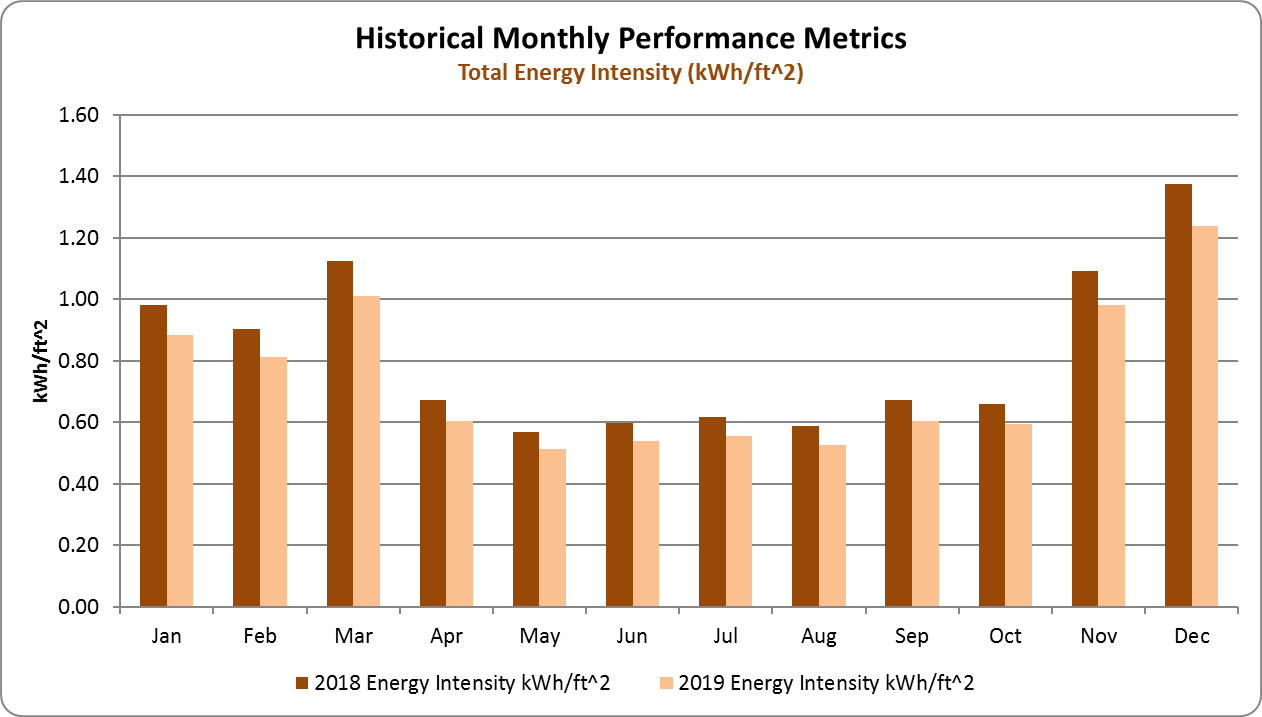 Historical Monthly Performance Metrics
Total Energy Intensity (kWh/ft^2)
1.60
1.40
1.20
1.00
0.80
0.60
0.40
0.20
0.00
kWh/ft^2
Jan Feb Mar Apr May Jun Jul Aug Sep Oct Nov Dec
2018 Energy Intensity kWh/ft^2 2019 Energy Intensity kWh/ft^2